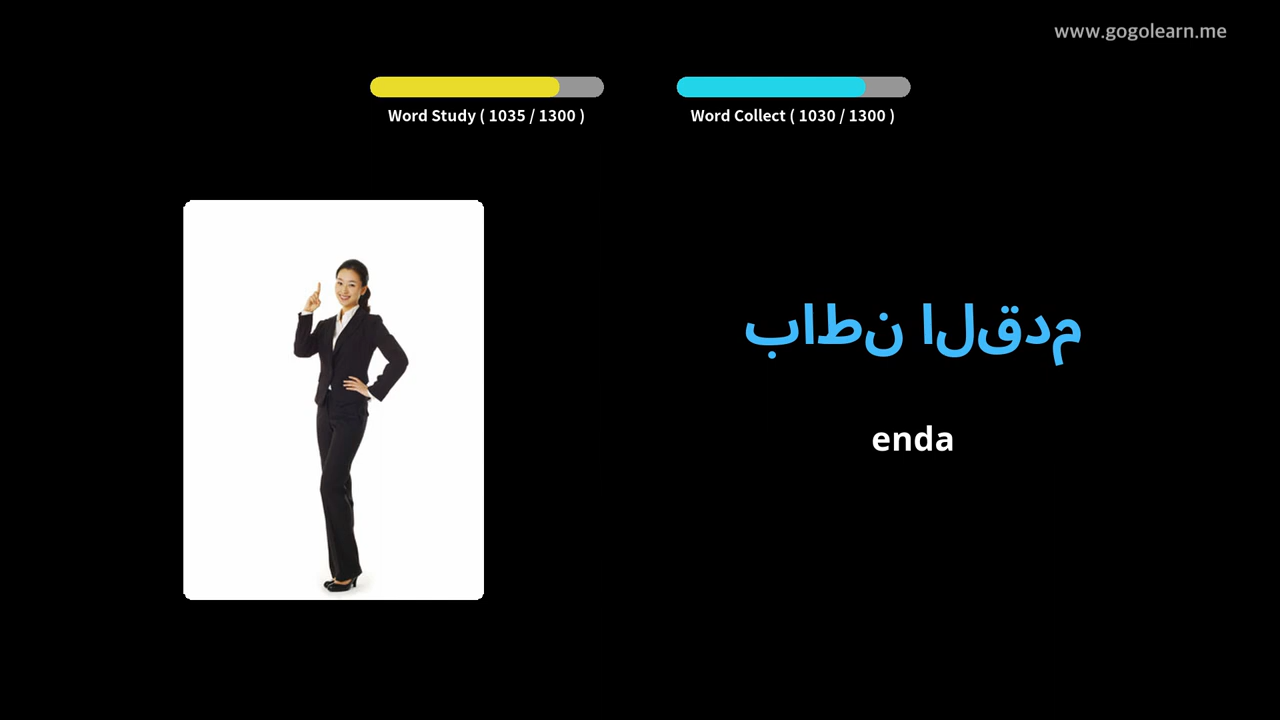 www.gogolearn.me
Word Study ( 1035 / 1300 )
Word Collect ( 1030 / 1300 )
باطن القدم
enda